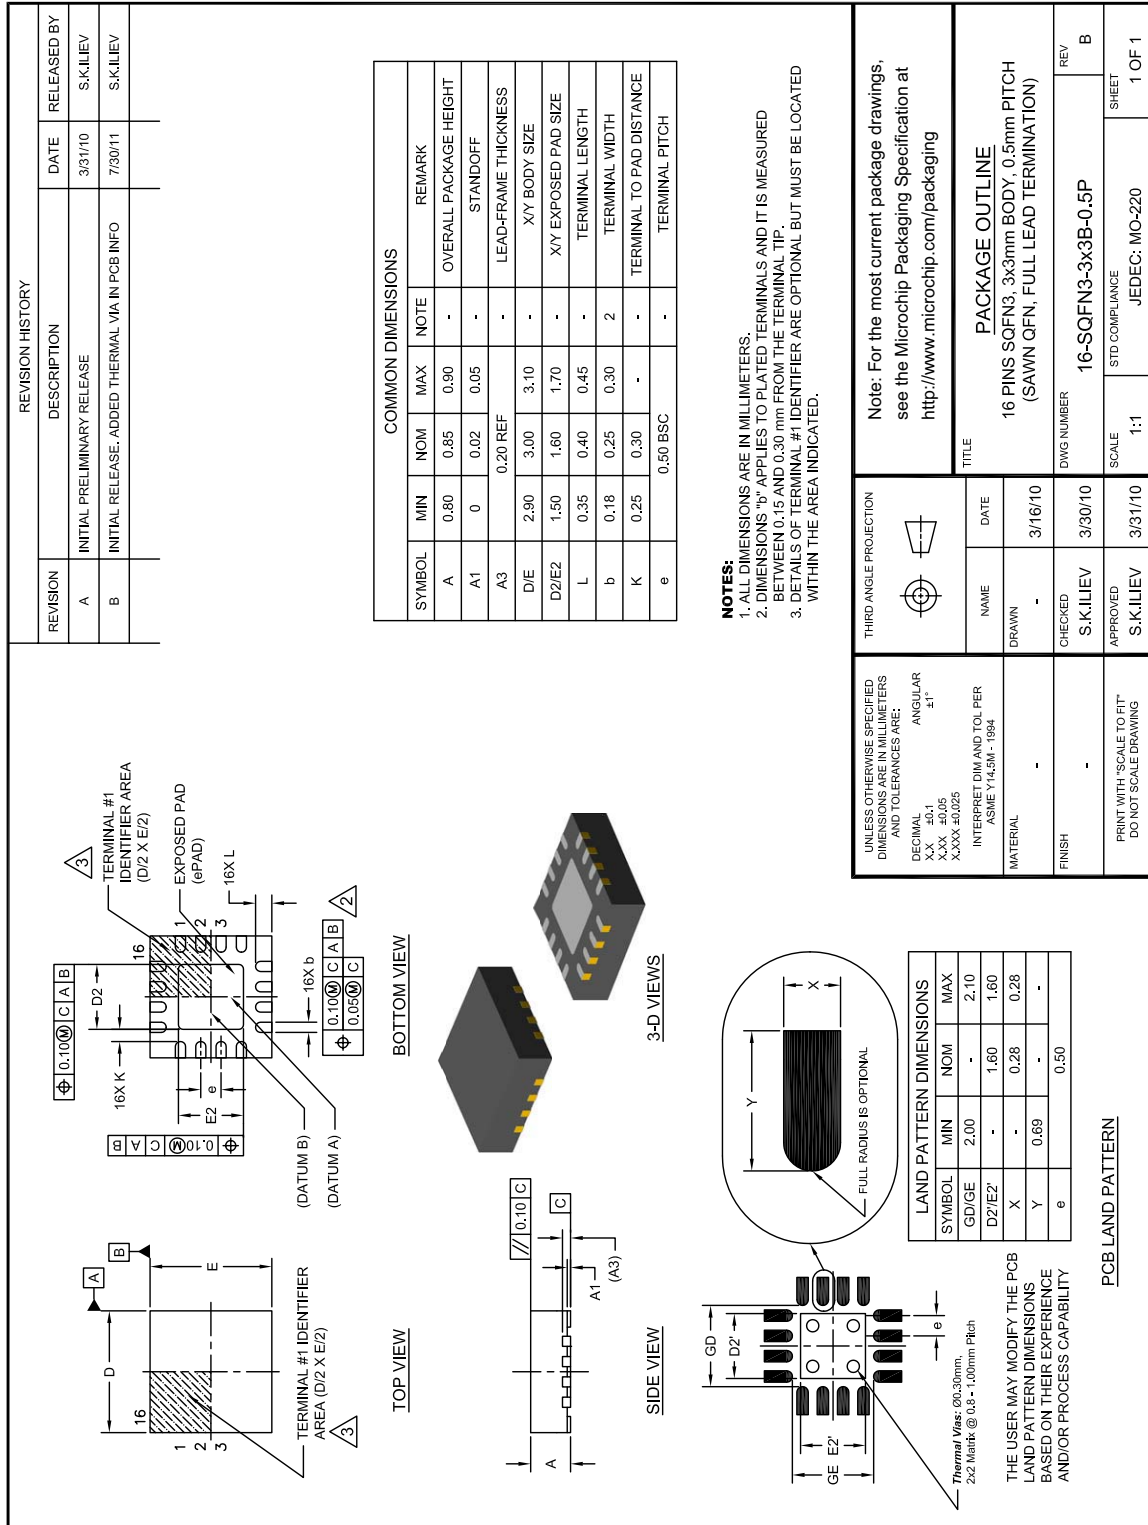 REVISION HISTORY
REVISION DESCRIPTION DATE RELEASED BY
A INITIAL PRELIMINARY RELEASE 3/31/10 S.K.ILIEV
B INITIAL RELEASE. ADDED THERMAL VIA IN PCB INFO 7/30/11 S.K.ILIEV
D
A
B
E
16
1
2
3
TERMINAL #1 IDENTIFIER
AREA (D/2 X E/2)
3
TOP VIEW
0.10 Ⓜ C A B
D2
16X K
16
1
2
3
3
TERMINAL #1
IDENTIFIER AREA
(D/2 X E/2)
EXPOSED PAD
(ePAD)
16X L
e
E2
0.10 Ⓜ C A B
16X b
0.10 Ⓜ C A B
0.05 Ⓜ C
2
(DATUM B)
(DATUM A)
BOTTOM VIEW
COMMON DIMENSIONS
SYMBOL MIN NOM MAX NOTE REMARK
A 0.80 0.85 0.90 - OVERALL PACKAGE HEIGHT
A1 0 0.02 0.05 - STANDOFF
A3 0.20 REF - LEAD-FRAME THICKNESS
D/E 2.90 3.00 3.10 - X/Y BODY SIZE
D2/E2 1.50 1.60 1.70 - X/Y EXPOSED PAD SIZE
L 0.35 0.40 0.45 - TERMINAL LENGTH
b 0.18 0.25 0.30 2 TERMINAL WIDTH
K 0.25 0.30 - - TERMINAL TO PAD DISTANCE
e 0.50 BSC - TERMINAL PITCH
A
// 0.10 C
C
A1
(A3)
SIDE VIEW
3-D VIEWS
NOTES:
1. ALL DIMENSIONS ARE IN MILLIMETERS.
2. DIMENSIONS "b" APPLIES TO PLATED TERMINALS AND IT IS MEASURED
BETWEEN 0.15 AND 0.30 mm FROM THE TERMINAL TIP.
3. DETAILS OF TERMINAL #1 IDENTIFIER ARE OPTIONAL BUT MUST BE LOCATED
WITHIN THE AREA INDICATED.
GD
D2'
GE
E2'
e
Y
X
FULL RADIUS IS OPTIONAL
Thermal Vias: Ø0.30mm,
2x2 Matrix @ 0.8 - 1.00mm Pitch
THE USER MAY MODIFY THE PCB
LAND PATTERN DIMENSIONS
BASED ON THEIR EXPERIENCE
AND/OR PROCESS CAPABILITY
LAND PATTERN DIMENSIONS
SYMBOL MIN NOM MAX
GD/GE 2.00 - 2.10
D2'/E2' - 1.60 1.60
X - 0.28 0.28
Y 0.69 - -
e 0.50
PCB LAND PATTERN
UNLESS OTHERWISE SPECIFIED
DIMENSIONS ARE IN MILLIMETERS
AND TOLERANCES ARE:
DECIMAL ANGULAR
X.X ±0.1 ±1°
X.XX ±0.05
X.XXX ±0.025
INTERPRET DIM AND TOL PER
ASME Y14.5M - 1994
MATERIAL
-
FINISH
-
PRINT WITH "SCALE TO FIT"
DO NOT SCALE DRAWING
THIRD ANGLE PROJECTION
NAME DATE
DRAWN
- 3/16/10
CHECKED
S.K.ILIEV 3/30/10
APPROVED
S.K.ILIEV 3/31/10
Note: For the most current package drawings,
see the Microchip Packaging Specification at
http://www.microchip.com/packaging
TITLE
PACKAGE OUTLINE
16 PINS SQFN3, 3x3mm BODY, 0.5mm PITCH
(SAWN QFN, FULL LEAD TERMINATION)
DWG NUMBER
16-SQFN3-3x3B-0.5P
REV
B
SCALE
1:1
STD COMPLIANCE
JEDEC: MO-220
SHEET
1 OF 1